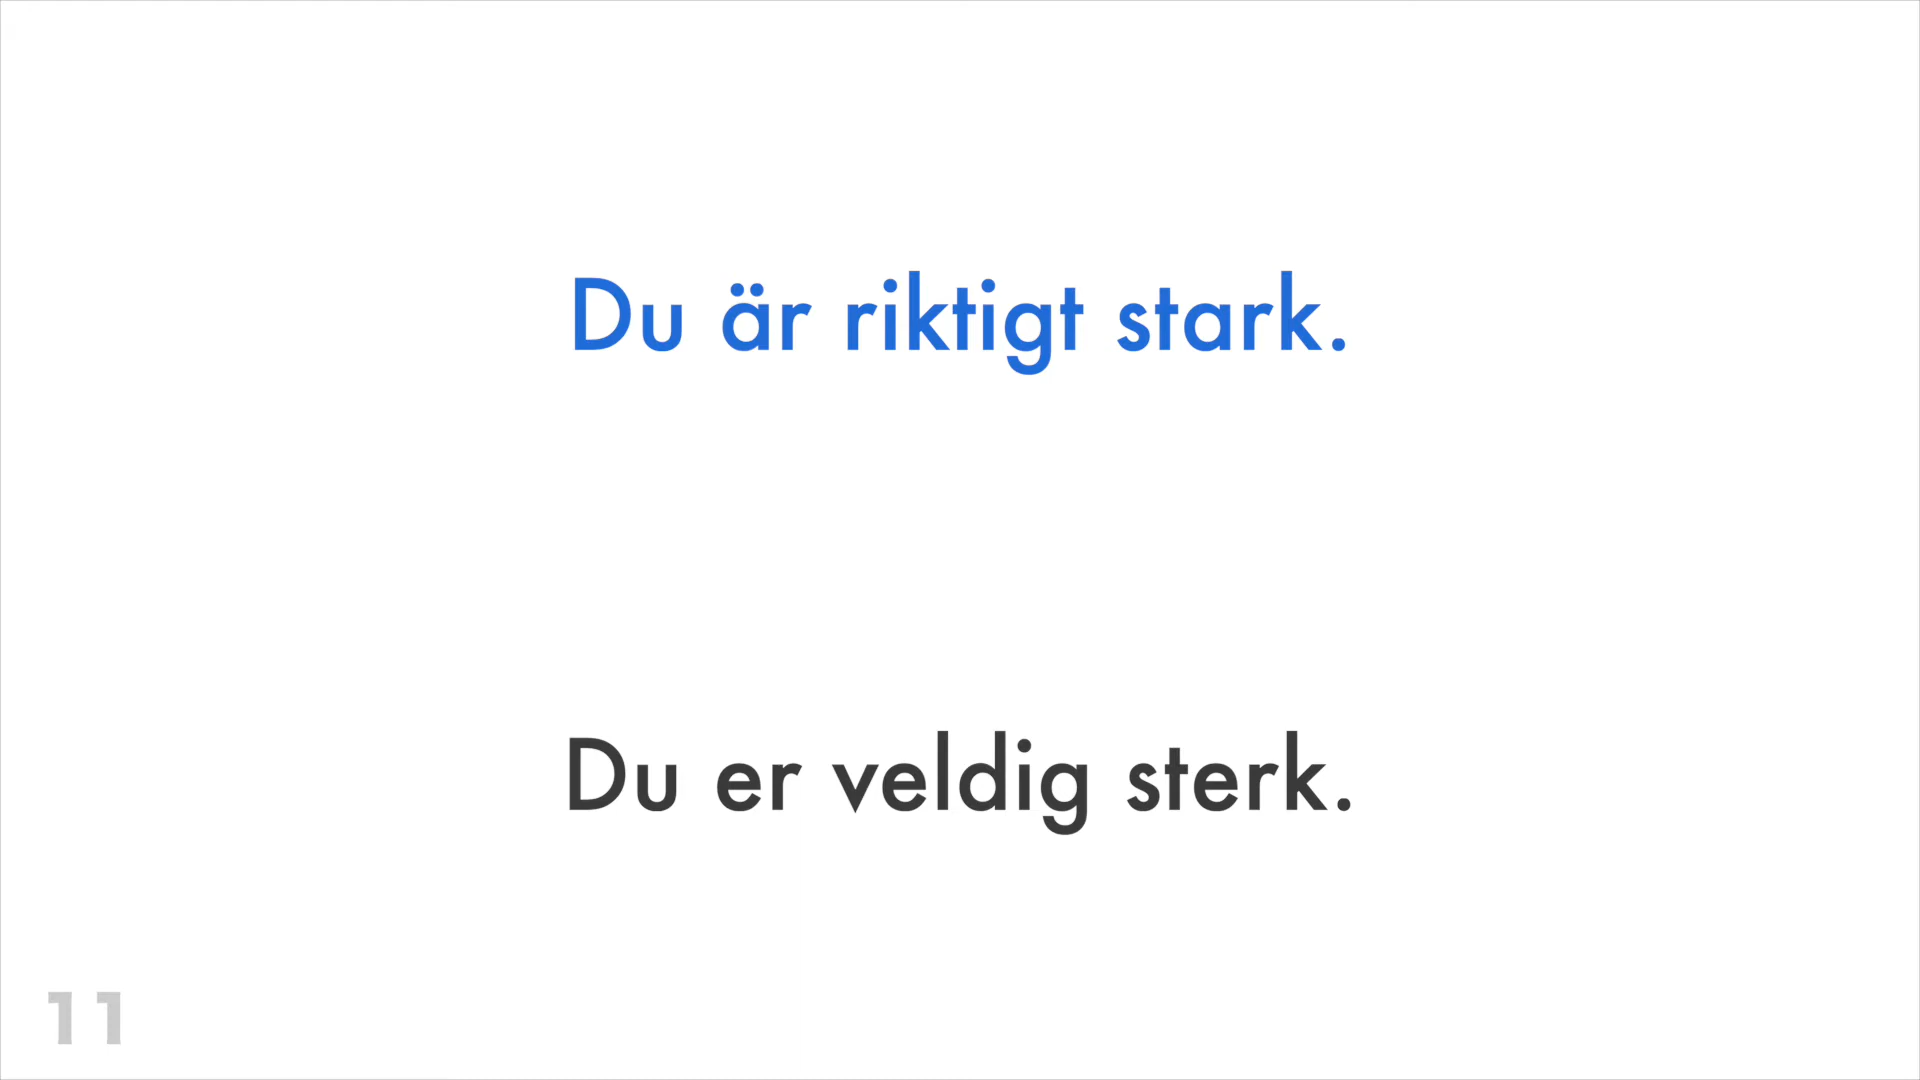 Du är riktigt stark.
Du er veldig sterk.
11